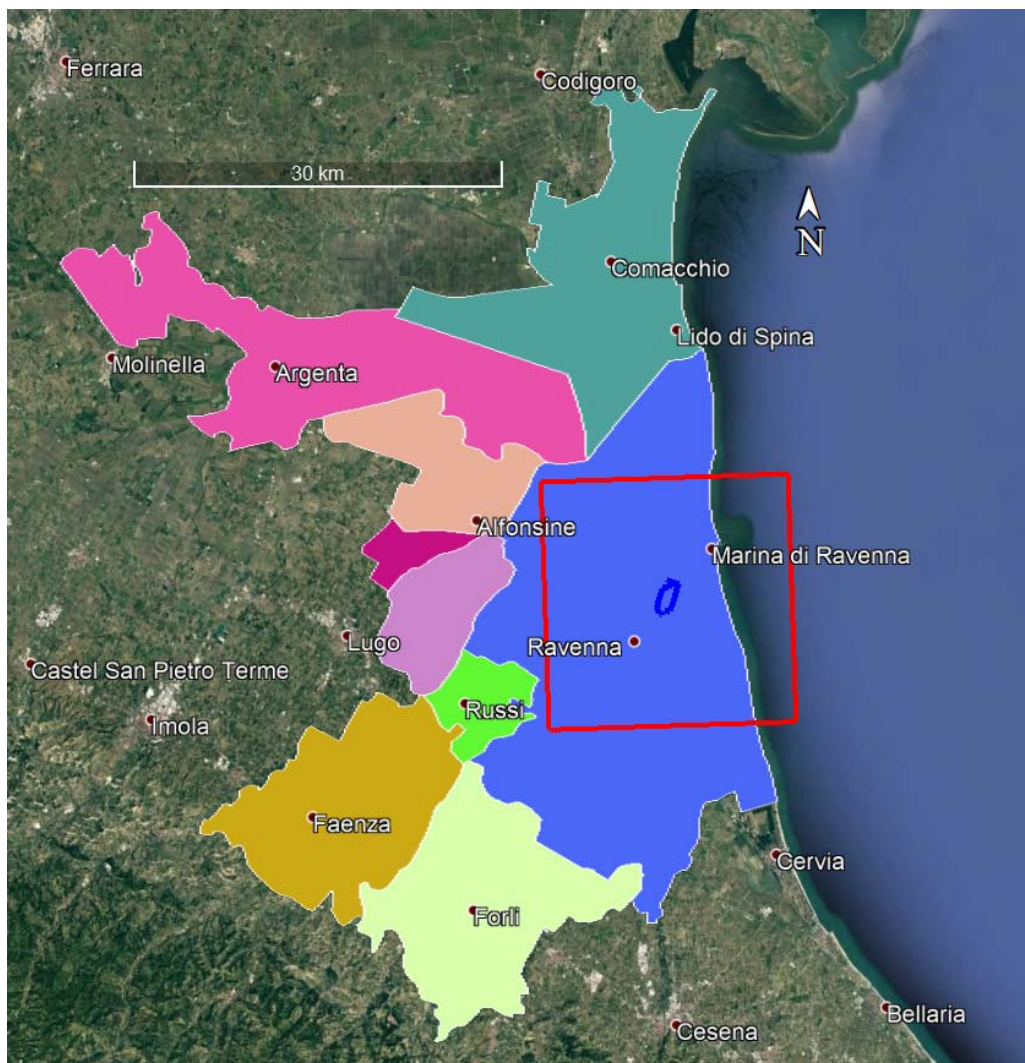 Ferrara
Codigoro
30 km
N
Comacchio
Lido di Spina
Molinella
Argenta
Alfonsine
Marina di Ravenna
Lugo
Ravenna
Castel San Pietro Terme
Russi
Imola
Faenza
Cervia
Forlì
Bellaria
Cesena